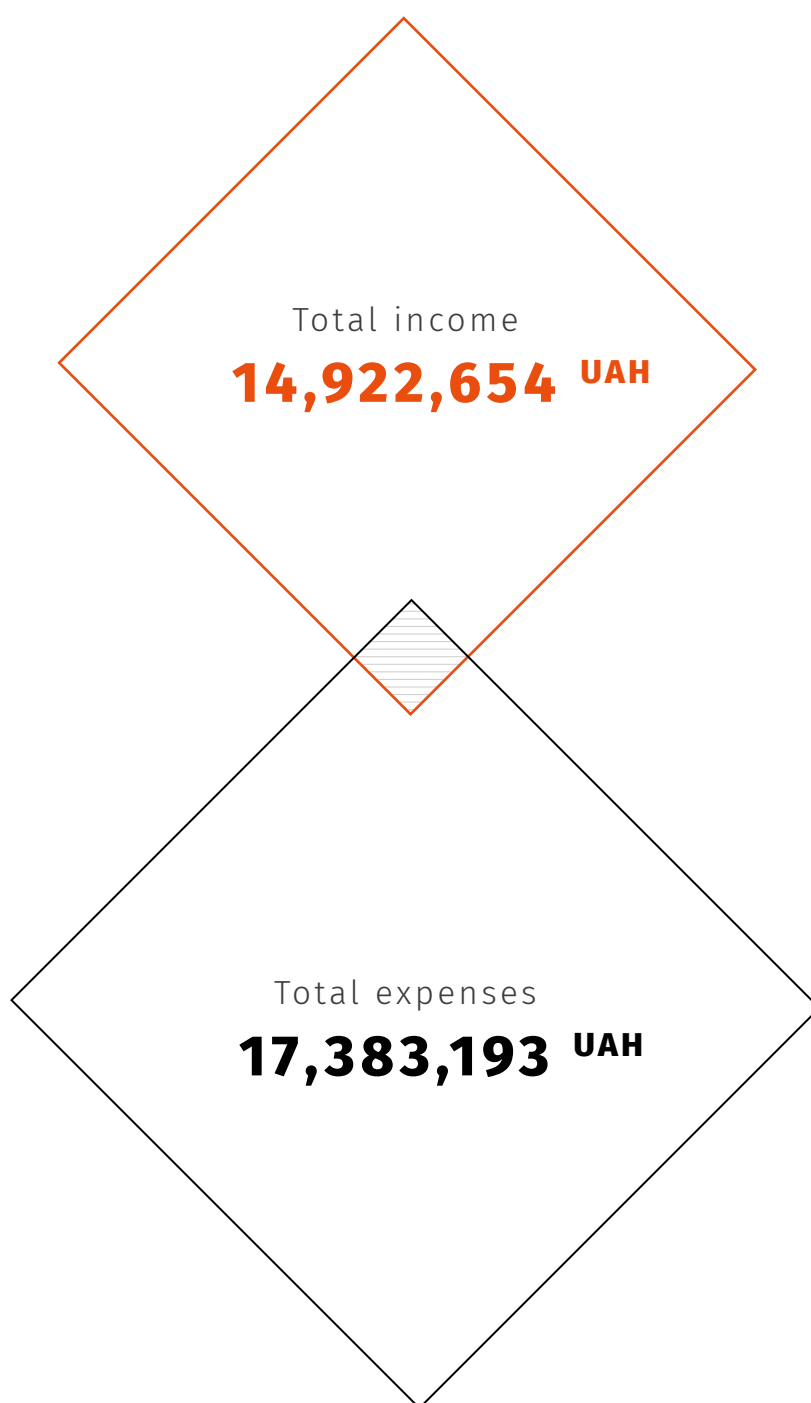 Total income
14,922,654 UAH
Total expenses
17,383,193 UAH